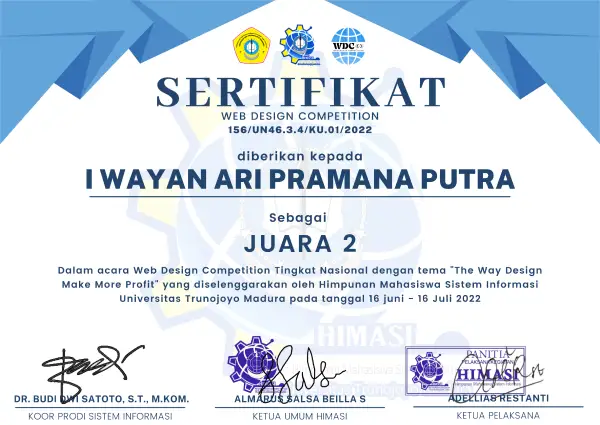 WDC
SERTIFIKAT
WEB DESIGN COMPETITION
156/UN46.3.4/KU.01/2022
diberikan kepada
I WAYAN ARI PRAMANA PUTRA
Sebagai
JUARA 2
Dalam acara Web Design Competition Tingkat Nasional dengan tema "The Way Design
Make More Profit" yang diselenggarakan oleh Himpunan Mahasiswa Sistem Informasi
Universitas Trunojoyo Madura pada tanggal 16 juni - 16 Juli 2022
HIMASI
PANITIA
HIMASI
DR. BUDI DWI SATOTO, S.T., M.KOM.
ALMARUS SALSA BEILLA S
ADELLIAS RESTANTI
KOOR PRODI SISTEM INFORMASI
KETUA UMUM HIMASI
KETUA PELAKSANA